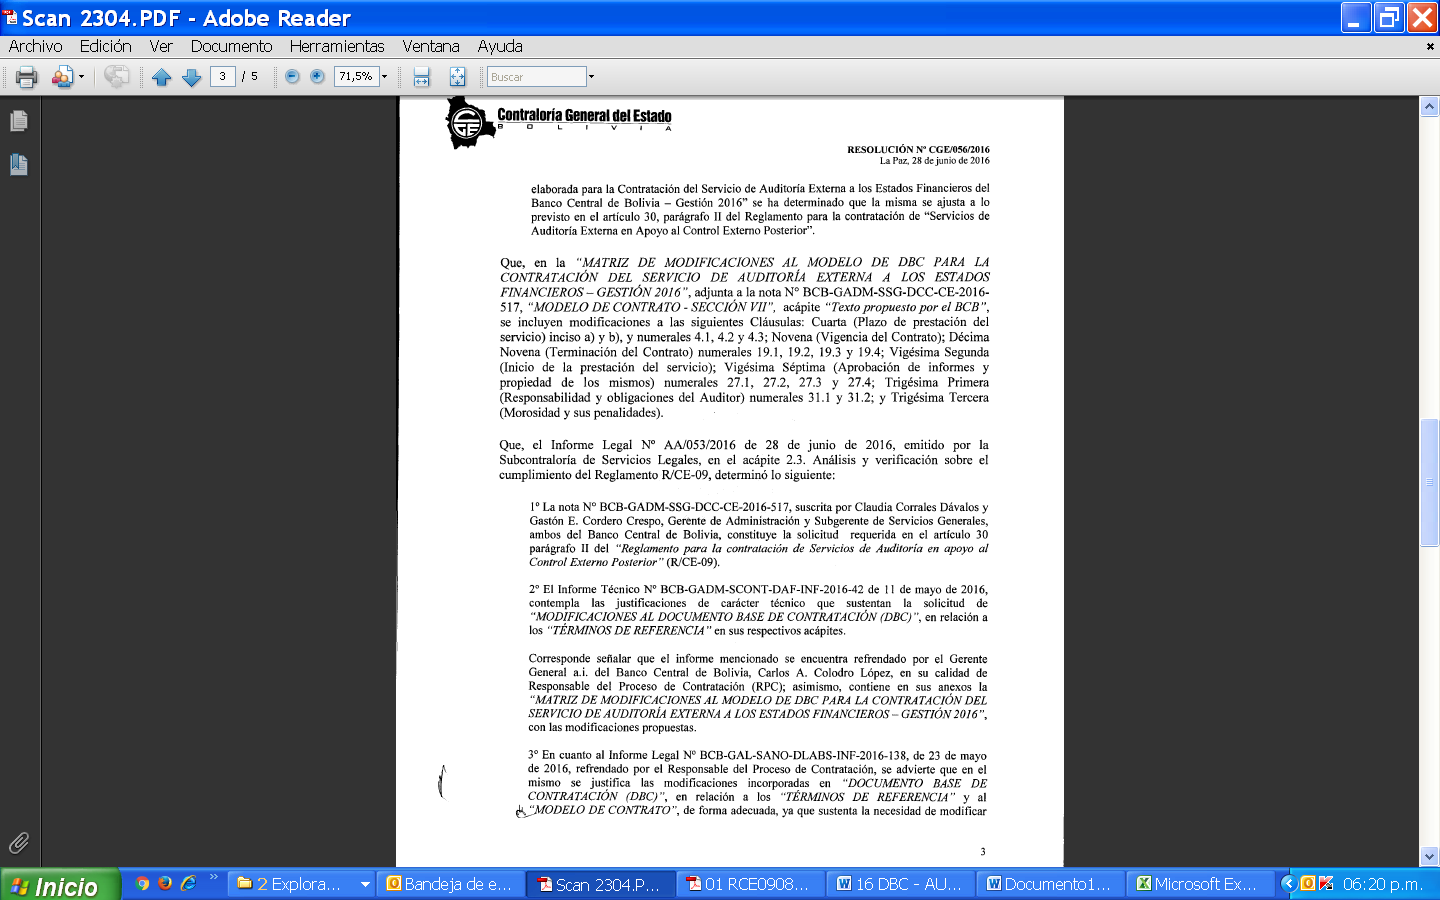 Scan 2304.PDF - Adobe Reader
Archivo Edición Ver Documento Herramientas Ventana Ayuda
3 / 5 71,5% Buscar
Contraloría General del Estado
BOLIVIA
RESOLUCIÓN Nº CGE/056/2016
La Paz, 28 de junio de 2016
elaborada para la Contratación del Servicio de Auditoría Externa a los Estados Financieros del
Banco Central de Bolivia – Gestión 2016” se ha determinado que la misma se ajusta a lo
previsto en el artículo 30, parágrafo II del Reglamento para la contratación de “Servicios de
Auditoría Externa en Apoyo al Control Externo Posterior”.
Que, en la “MATRIZ DE MODIFICACIONES AL MODELO DE DBC PARA LA
CONTRATACIÓN DEL SERVICIO DE AUDITORÍA EXTERNA A LOS ESTADOS
FINANCIEROS – GESTIÓN 2016”, adjunta a la nota Nº BCB-GADM-SSG-DCC-CE-2016-
517, “MODELO DE CONTRATO - SECCIÓN VII”, acápite “Texto propuesto por el BCB”,
se incluyen modificaciones a las siguientes Cláusulas: Cuarta (Plazo de prestación del
servicio) inciso a) y b), y numerales 4.1, 4.2 y 4.3; Novena (Vigencia del Contrato); Décima
Novena (Terminación del Contrato) numerales 19.1, 19.2, 19.3 y 19.4; Vigésima Segunda
(Inicio de la prestación del servicio); Vigésima Séptima (Aprobación de informes y
propiedad de los mismos) numerales 27.1, 27.2, 27.3 y 27.4; Trigésima Primera
(Responsabilidad y obligaciones del Auditor) numerales 31.1 y 31.2; y Trigésima Tercera
(Morosidad y sus penalidades).
Que, el Informe Legal Nº AA/053/2016 de 28 de junio de 2016, emitido por la
Subcontraloría de Servicios Legales, en el acápite 2.3. Análisis y verificación sobre el
cumplimiento del Reglamento R/CE-09, determinó lo siguiente:
1º La nota Nº BCB-GADM-SSG-DCC-CE-2016-517, suscrita por Claudia Corrales Dávalos y
Gastón E. Cordero Crespo, Gerente de Administración y Subgerente de Servicios Generales,
ambos del Banco Central de Bolivia, constituye la solicitud requerida en el artículo 30
parágrafo II del “Reglamento para la contratación de Servicios de Auditoría en apoyo al
Control Externo Posterior” (R/CE-09).
2º El Informe Técnico Nº BCB-GADM-SCONT-DAF-INF-2016-42 de 11 de mayo de 2016,
contempla las justificaciones de carácter técnico que sustentan la solicitud de
“MODIFICACIONES AL DOCUMENTO BASE DE CONTRATACIÓN (DBC)”, en relación a
los “TÉRMINOS DE REFERENCIA” en sus respectivos acápites.
Corresponde señalar que el informe mencionado se encuentra refrendado por el Gerente
General a.i. del Banco Central de Bolivia, Carlos A. Colodro López, en su calidad de
Responsable del Proceso de Contratación (RPC); asimismo, contiene en sus anexos la
“MATRIZ DE MODIFICACIONES AL MODELO DE DBC PARA LA CONTRATACIÓN DEL
SERVICIO DE AUDITORÍA EXTERNA A LOS ESTADOS FINANCIEROS – GESTIÓN 2016”,
con las modificaciones propuestas.
3º En cuanto al Informe Legal Nº BCB-GAL-SANO-DLABS-INF-2016-138, de 23 de mayo
de 2016, refrendado por el Responsable del Proceso de Contratación, se advierte que en el
mismo se justifica las modificaciones incorporadas en “DOCUMENTO BASE DE
CONTRATACIÓN (DBC)”, en relación a los “TÉRMINOS DE REFERENCIA” y al
“MODELO DE CONTRATO”, de forma adecuada, ya que sustenta la necesidad de modificar
3
Inicio 2 Explora... Bandeja de e... Scan 2304.P... 01 RCE0908... 16 DBC - AU... Documento1... Microsoft Ex... 06:20 p.m.